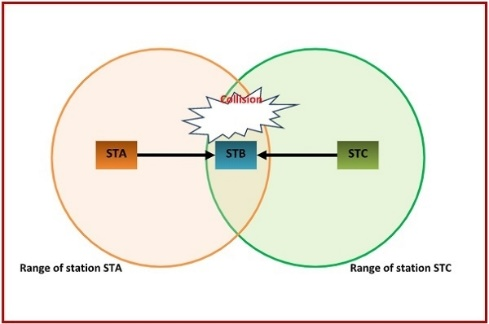 Collision
STA
STB
STC
Range of station STA
Range of station STC